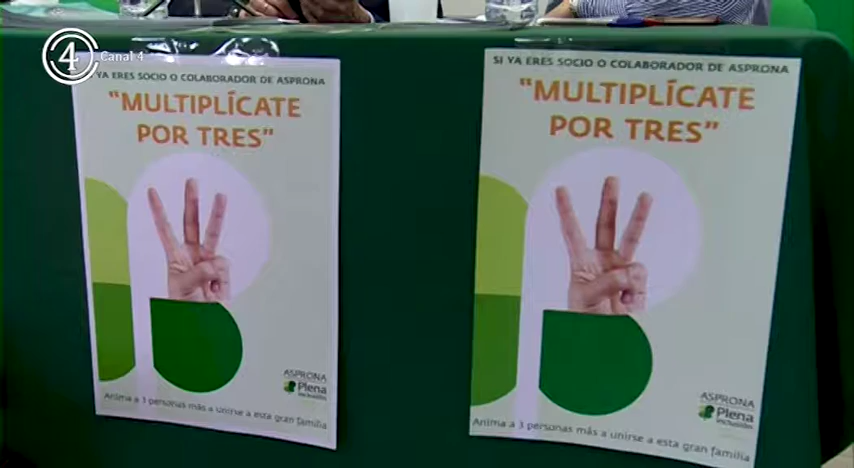 4 Canal 4
YA ERES SOCIO O COLABORADOR DE ASPRONA
"MULTIPLÍCATE
POR TRES"
ASPRONA
Plena
inclusión
Anima a 3 personas más a unirse a esta gran familia
SI YA ERES SOCIO O COLABORADOR DE ASPRONA
"MULTIPLÍCATE
POR TRES"
ASPRONA
Plena
inclusión
Anima a 3 personas más a unirse a esta gran familia